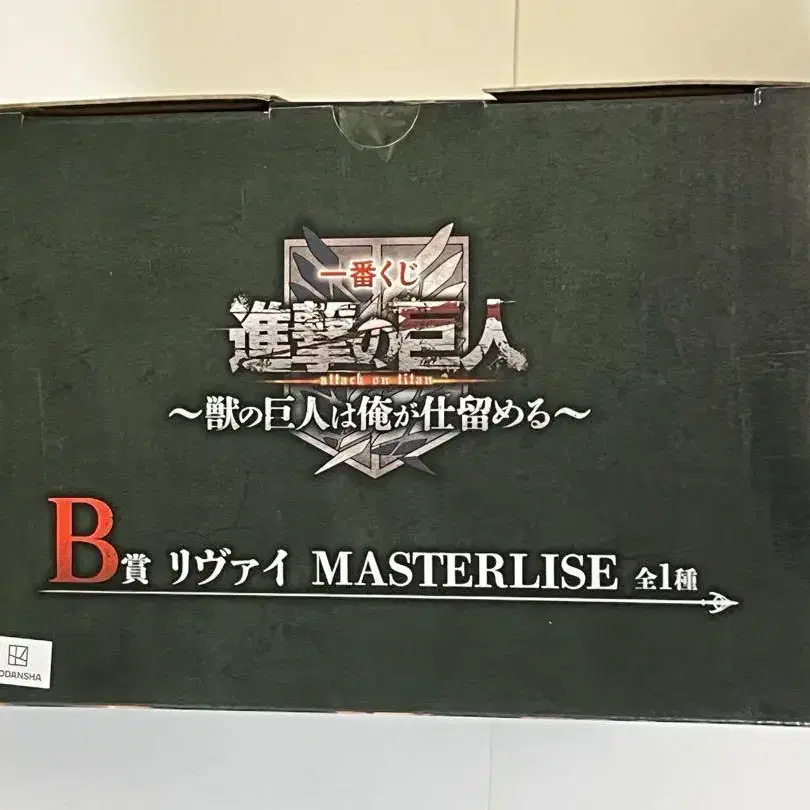 一番くじ
進撃の巨人
attack on titan
～獣の巨人は俺が仕留める～
B賞 リヴァイ MASTERLISE 全1種
ODANSHA